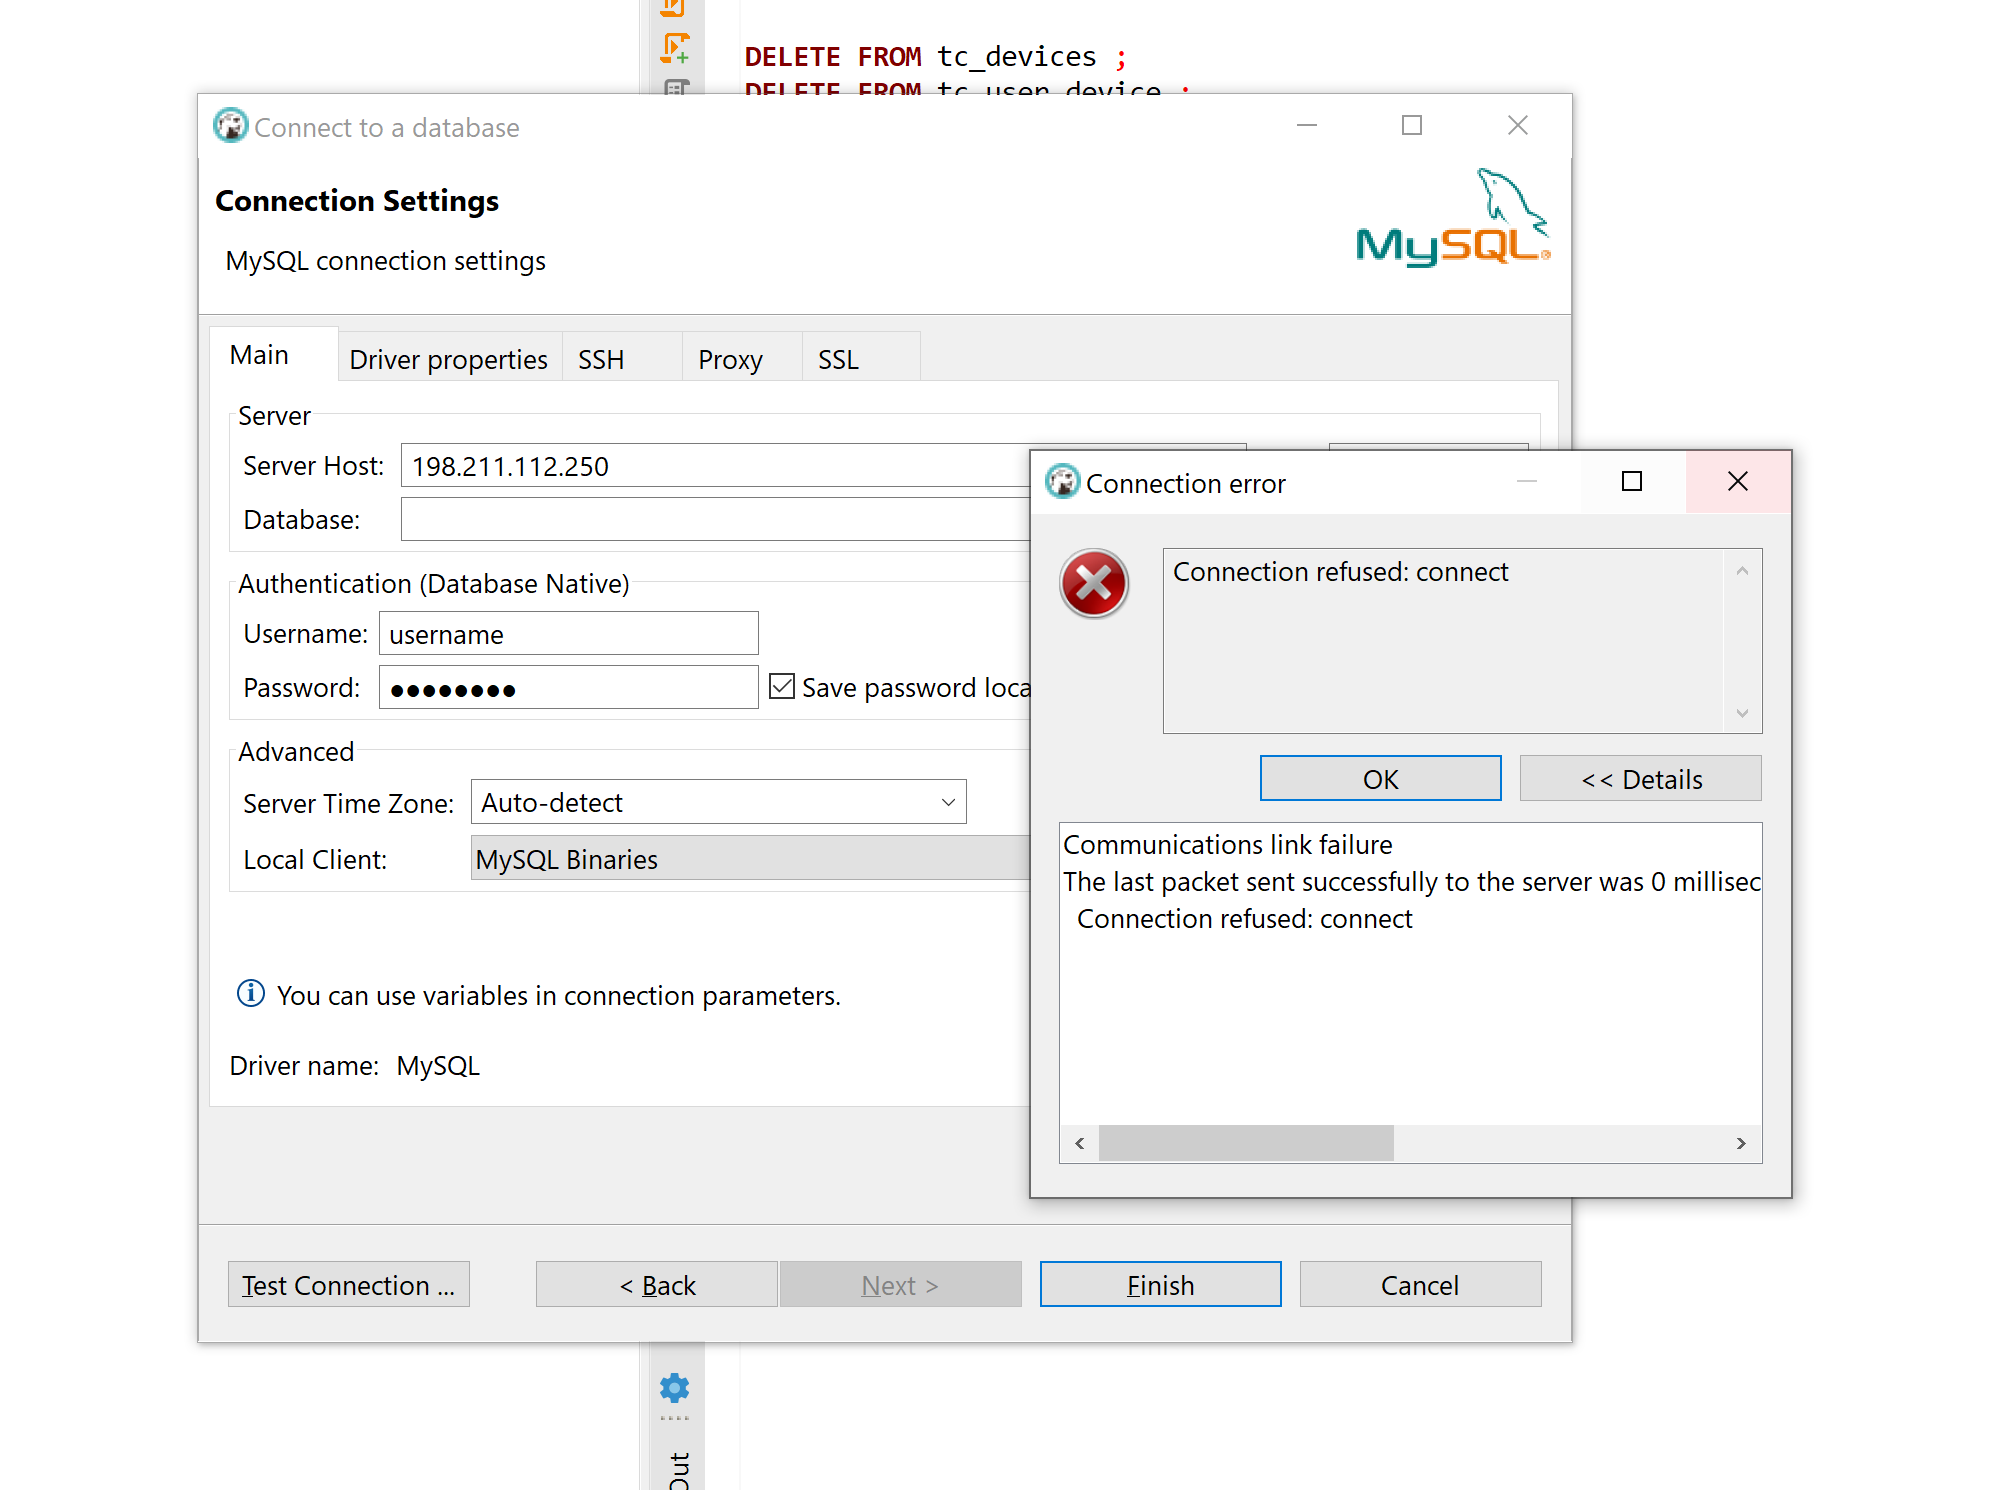 DELETE FROM tc_devices ;
DELETE FROM tc_user_device ;
Connect to a database
Connection Settings
MySQL connection settings
MySQL®
Main
Driver properties
SSH
Proxy
SSL
Server
Server Host: 198.211.112.250
Database:
Authentication (Database Native)
Username: username
Password: ●●●●●●●●
Save password loca
Advanced
Server Time Zone: Auto-detect
Local Client: MySQL Binaries
You can use variables in connection parameters.
Driver name: MySQL
Test Connection ...
< Back
Next >
Finish
Cancel
Connection error
Connection refused: connect
OK
<< Details
Communications link failure
The last packet sent successfully to the server was 0 millisec
Connection refused: connect
Out